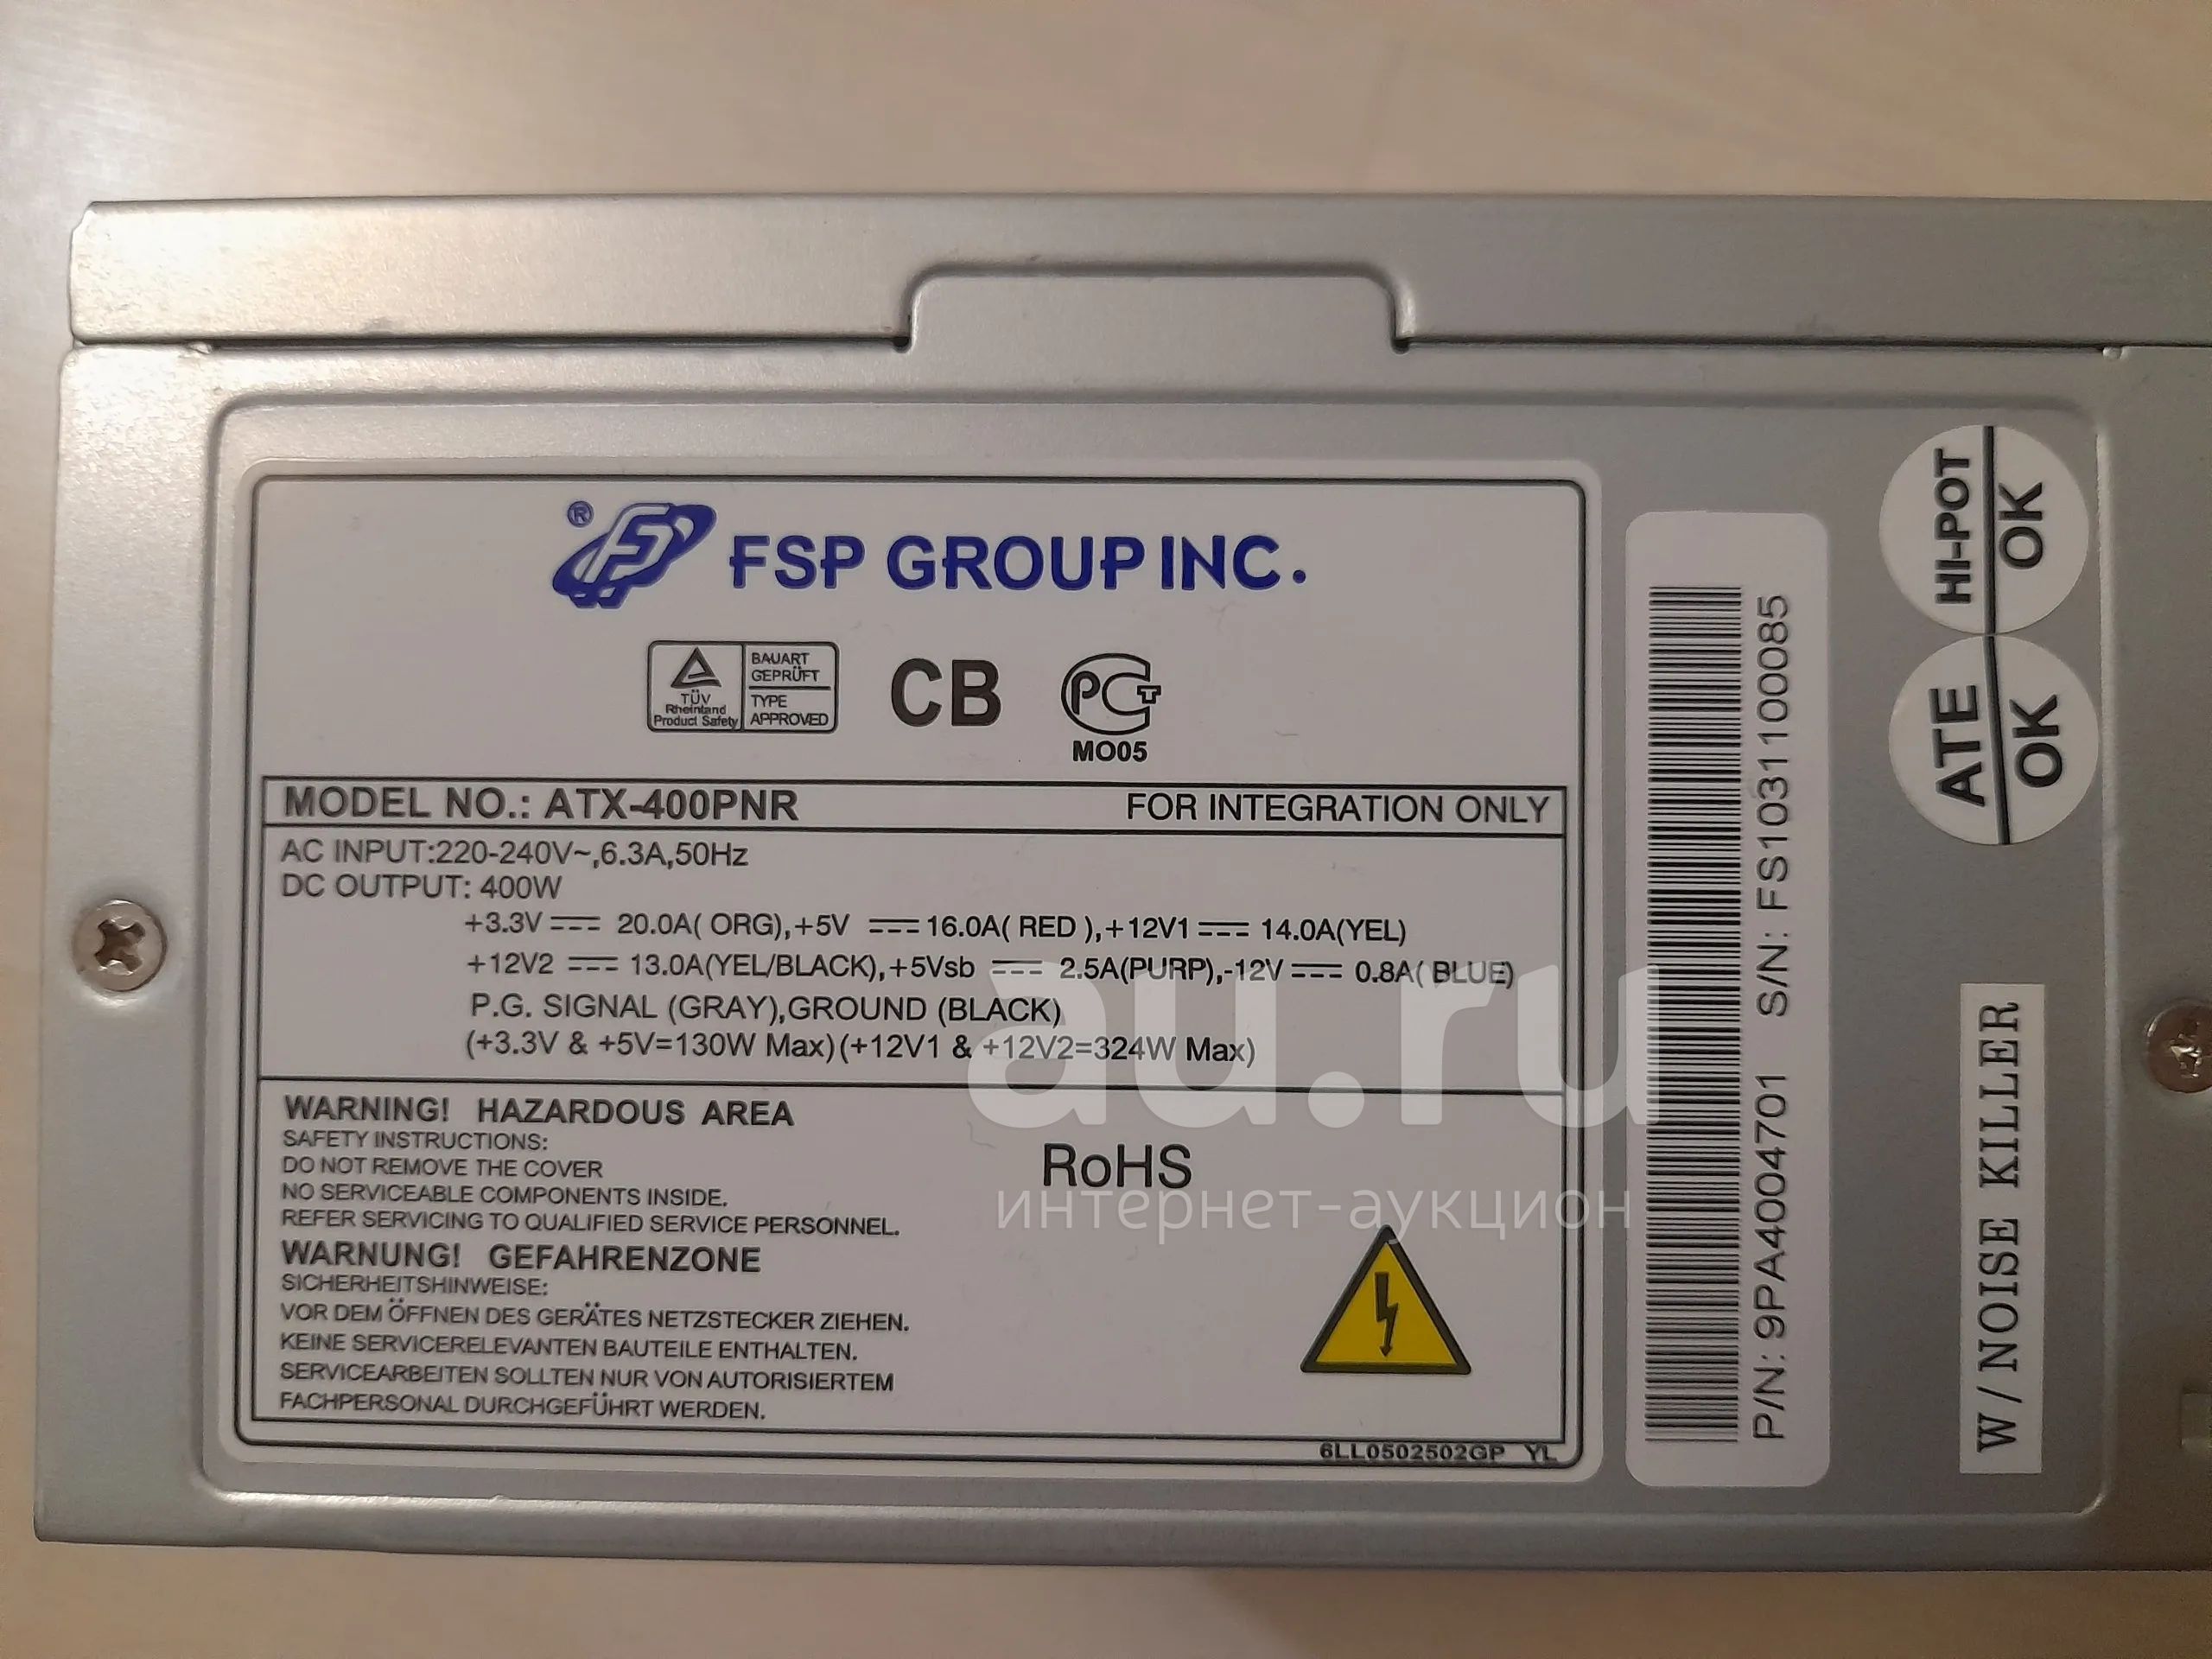 ® FSP GROUP INC.
TÜV
Rheinland
Product Safety
BAUART
GEPRÜFT
TYPE
APPROVED
CB
РСТ
МО05
MODEL NO.: ATX-400PNR FOR INTEGRATION ONLY
AC INPUT:220-240V~,6.3A,50Hz
DC OUTPUT: 400W
+3.3V ⎓ 20.0A( ORG),+5V ⎓ 16.0A( RED ),+12V1 ⎓ 14.0A(YEL)
+12V2 ⎓ 13.0A(YEL/BLACK),+5Vsb ⎓ 2.5A(PURP),-12V ⎓ 0.8A( BLUE)
P.G. SIGNAL (GRAY),GROUND (BLACK)
(+3.3V & +5V=130W Max)(+12V1 & +12V2=324W Max)
WARNING! HAZARDOUS AREA
SAFETY INSTRUCTIONS:
DO NOT REMOVE THE COVER
NO SERVICEABLE COMPONENTS INSIDE.
REFER SERVICING TO QUALIFIED SERVICE PERSONNEL.
WARNUNG! GEFAHRENZONE
SICHERHEITSHINWEISE:
VOR DEM ÖFFNEN DES GERÄTES NETZSTECKER ZIEHEN.
KEINE SERVICERELEVANTEN BAUTEILE ENTHALTEN.
SERVICEARBEITEN SOLLTEN NUR VON AUTORISIERTEM
FACHPERSONAL DURCHGEFÜHRT WERDEN.
RoHS
6LL0502502GP YL
P/N: 9PA4004701 S/N: FS1031100085
HI-POT
OK
ATE
OK
W/NOISE KILLER
au.ru
интернет-аукцион